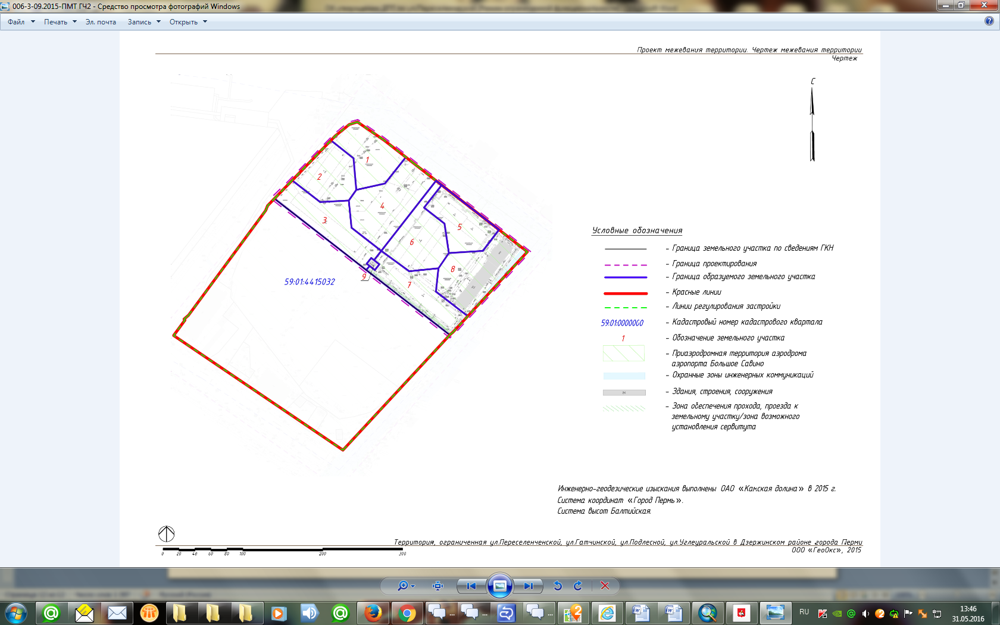 006-3-09.2015-ПМТ ГЧ2 - Средство просмотра фотографий Windows
Файл Печать Эл. почта Запись Открыть
Проект межевания территории. Чертеж межевания территории
Чертеж
С
1
2
4
3
5
6
8
9
7
59:01:4415032
Условные обозначения
- Граница земельного участка по сведениям ГКН
- Граница проектирования
- Граница образуемого земельного участка
- Красные линии
- Линии регулирования застройки
59:01:0000000 - Кадастровый номер кадастрового квартала
1 - Обозначение земельного участка
- Приаэродромная территория аэродрома
аэропорта Большое Савино
- Охранные зоны инженерных коммуникаций
- Здания, строения, сооружения
- Зона обеспечения прохода, проезда к
земельному участку/зона возможного
установления сервитута
Инженерно-геодезические изыскания выполнены ОАО «Камская долина» в 2015 г.
Система координат «Город Пермь».
Система высот Балтийская.
Территория, ограниченная ул.Переселенченской, ул.Гатчинской, ул.Подлесной, ул.Углеуральской в Дзержинском районе города Перми
ООО «ГеоОкс», 2015
0 20 40 60 80 100 200 300
RU
13:46
31.05.2016